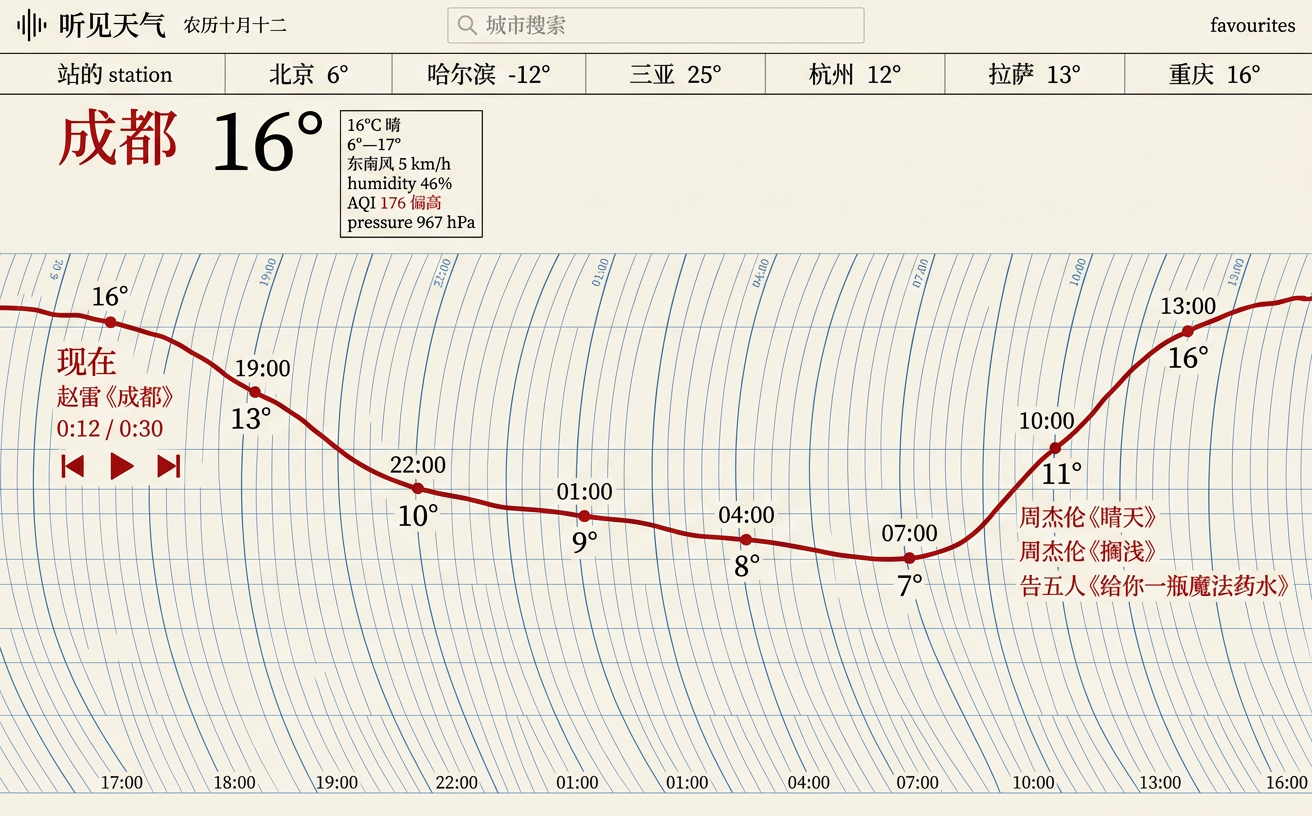 听见天气 农历十月十二
城市搜索
favourites
站的 station
北京 6°
哈尔滨 -12°
三亚 25°
杭州 12°
拉萨 13°
重庆 16°
成都 16°
16°C 晴
6°—17°
东南风 5 km/h
humidity 46%
AQI 176 偏高
pressure 967 hPa
19:00
01:00
04:00
07:00
10:00
16°
现在
赵雷《成都》
0:12 / 0:30
19:00
13°
22:00
10°
01:00
9°
04:00
8°
07:00
7°
10:00
11°
13:00
16°
周杰伦《晴天》
周杰伦《搁浅》
告五人《给你一瓶魔法药水》
17:00 18:00 19:00 22:00 01:00 01:00 04:00 07:00 10:00 13:00 16:00